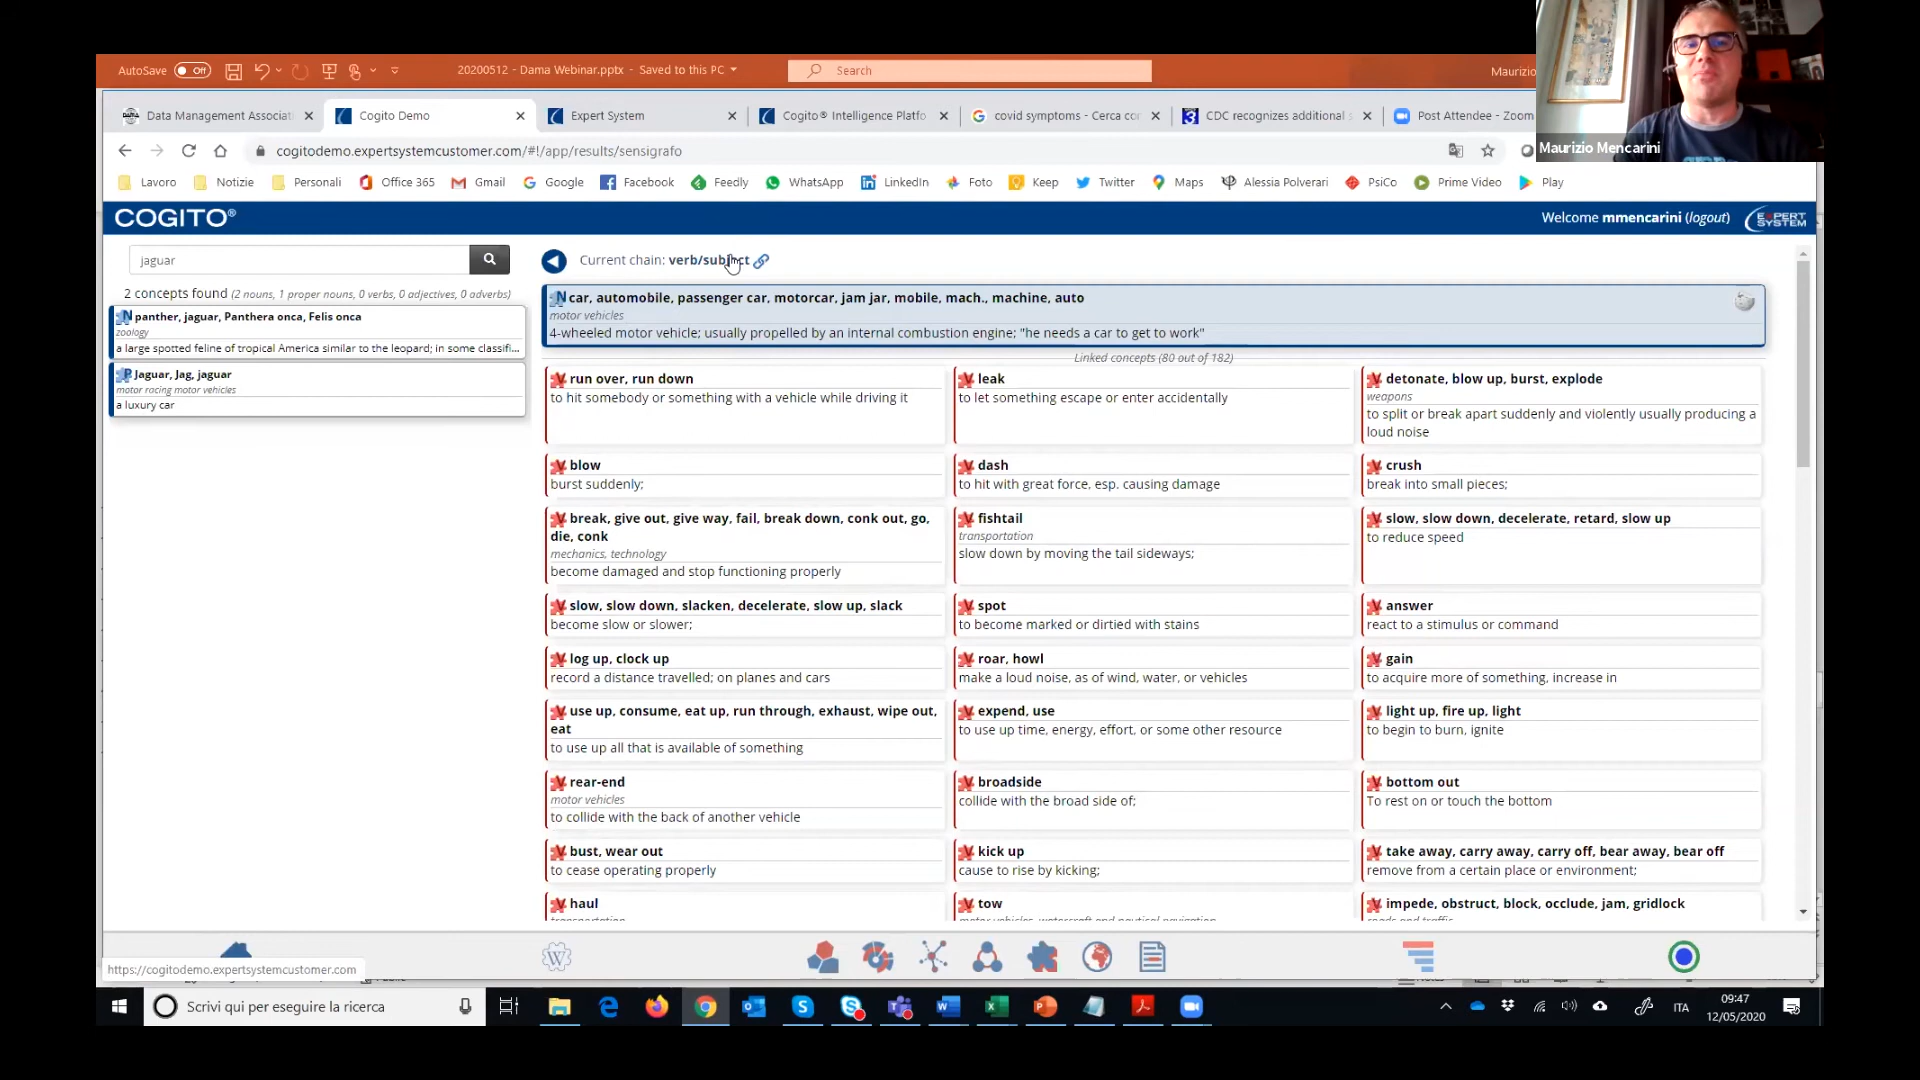 AutoSave Off
20200512 - Dama Webinar.pptx - Saved to this PC
Search
Maurizio
Maurizio Mencarini
Data Management Associati
Cogito Demo
Expert System
Cogito® Intelligence Platfo
covid symptoms - Cerca co
CDC recognizes additional
Post Attendee - Zoom
cogitodemo.expertsystemcustomer.com/#!/app/results/sensigrafo
Lavoro
Notizie
Personali
Office 365
Gmail
Google
Facebook
Feedly
WhatsApp
LinkedIn
Foto
Keep
Twitter
Maps
Alessia Polverari
PsiCo
Prime Video
Play
COGITO®
Welcome mmencarini (logout)
EXPERT SYSTEM
jaguar
2 concepts found (2 nouns, 1 proper nouns, 0 verbs, 0 adjectives, 0 adverbs)
N panther, jaguar, Panthera onca, Felis onca
zoology
a large spotted feline of tropical America similar to the leopard; in some classifi...
P Jaguar, Jag, jaguar
motor racing motor vehicles
a luxury car
Current chain: verb/subject
N car, automobile, passenger car, motorcar, jam jar, mobile, mach., machine, auto
motor vehicles
4-wheeled motor vehicle; usually propelled by an internal combustion engine; "he needs a car to get to work"
Linked concepts (80 out of 182)
V run over, run down
to hit somebody or something with a vehicle while driving it
V leak
to let something escape or enter accidentally
V detonate, blow up, burst, explode
weapons
to split or break apart suddenly and violently usually producing a
loud noise
V blow
burst suddenly;
V dash
to hit with great force, esp. causing damage
V crush
break into small pieces;
V break, give out, give way, fail, break down, conk out, go,
die, conk
mechanics, technology
become damaged and stop functioning properly
V fishtail
transportation
slow down by moving the tail sideways;
V slow, slow down, decelerate, retard, slow up
to reduce speed
V slow, slow down, slacken, decelerate, slow up, slack
become slow or slower;
V spot
to become marked or dirtied with stains
V answer
react to a stimulus or command
V log up, clock up
record a distance travelled; on planes and cars
V roar, howl
make a loud noise, as of wind, water, or vehicles
V gain
to acquire more of something, increase in
V use up, consume, eat up, run through, exhaust, wipe out,
eat
to use up all that is available of something
V expend, use
to use up time, energy, effort, or some other resource
V light up, fire up, light
to begin to burn, ignite
V rear-end
motor vehicles
to collide with the back of another vehicle
V broadside
collide with the broad side of;
V bottom out
To rest on or touch the bottom
V bust, wear out
to cease operating properly
V kick up
cause to rise by kicking;
V take away, carry away, carry off, bear away, bear off
remove from a certain place or environment;
V haul
transportation
V tow
motor vehicles, watercraft and nautical navigation
V impede, obstruct, block, occlude, jam, gridlock
roads and traffic
W
https://cogitodemo.expertsystemcustomer.com
Scrivi qui per eseguire la ricerca
ITA
09:47
12/05/2020